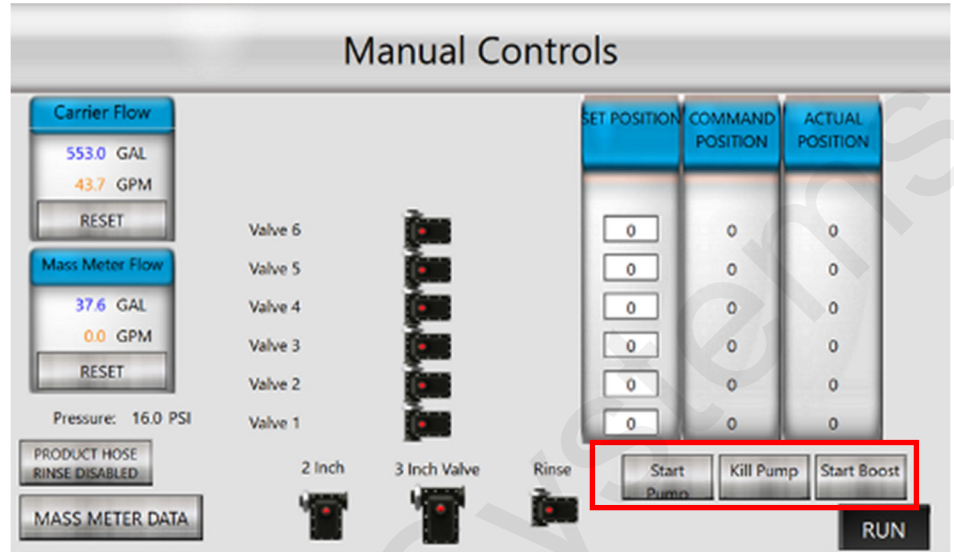 Manual Controls
Carrier Flow
553.0 GAL
43.7 GPM
RESET
Mass Meter Flow
37.6 GAL
0.0 GPM
RESET
Pressure: 16.0 PSI
PRODUCT HOSE
RINSE DISABLED
MASS METER DATA
SET POSITION COMMAND POSITION ACTUAL POSITION
Valve 6 0 0 0
Valve 5 0 0 0
Valve 4 0 0 0
Valve 3 0 0 0
Valve 2 0 0 0
Valve 1 0 0 0
2 Inch 3 Inch Valve Rinse
Start Pump Kill Pump Start Boost
RUN
Systems